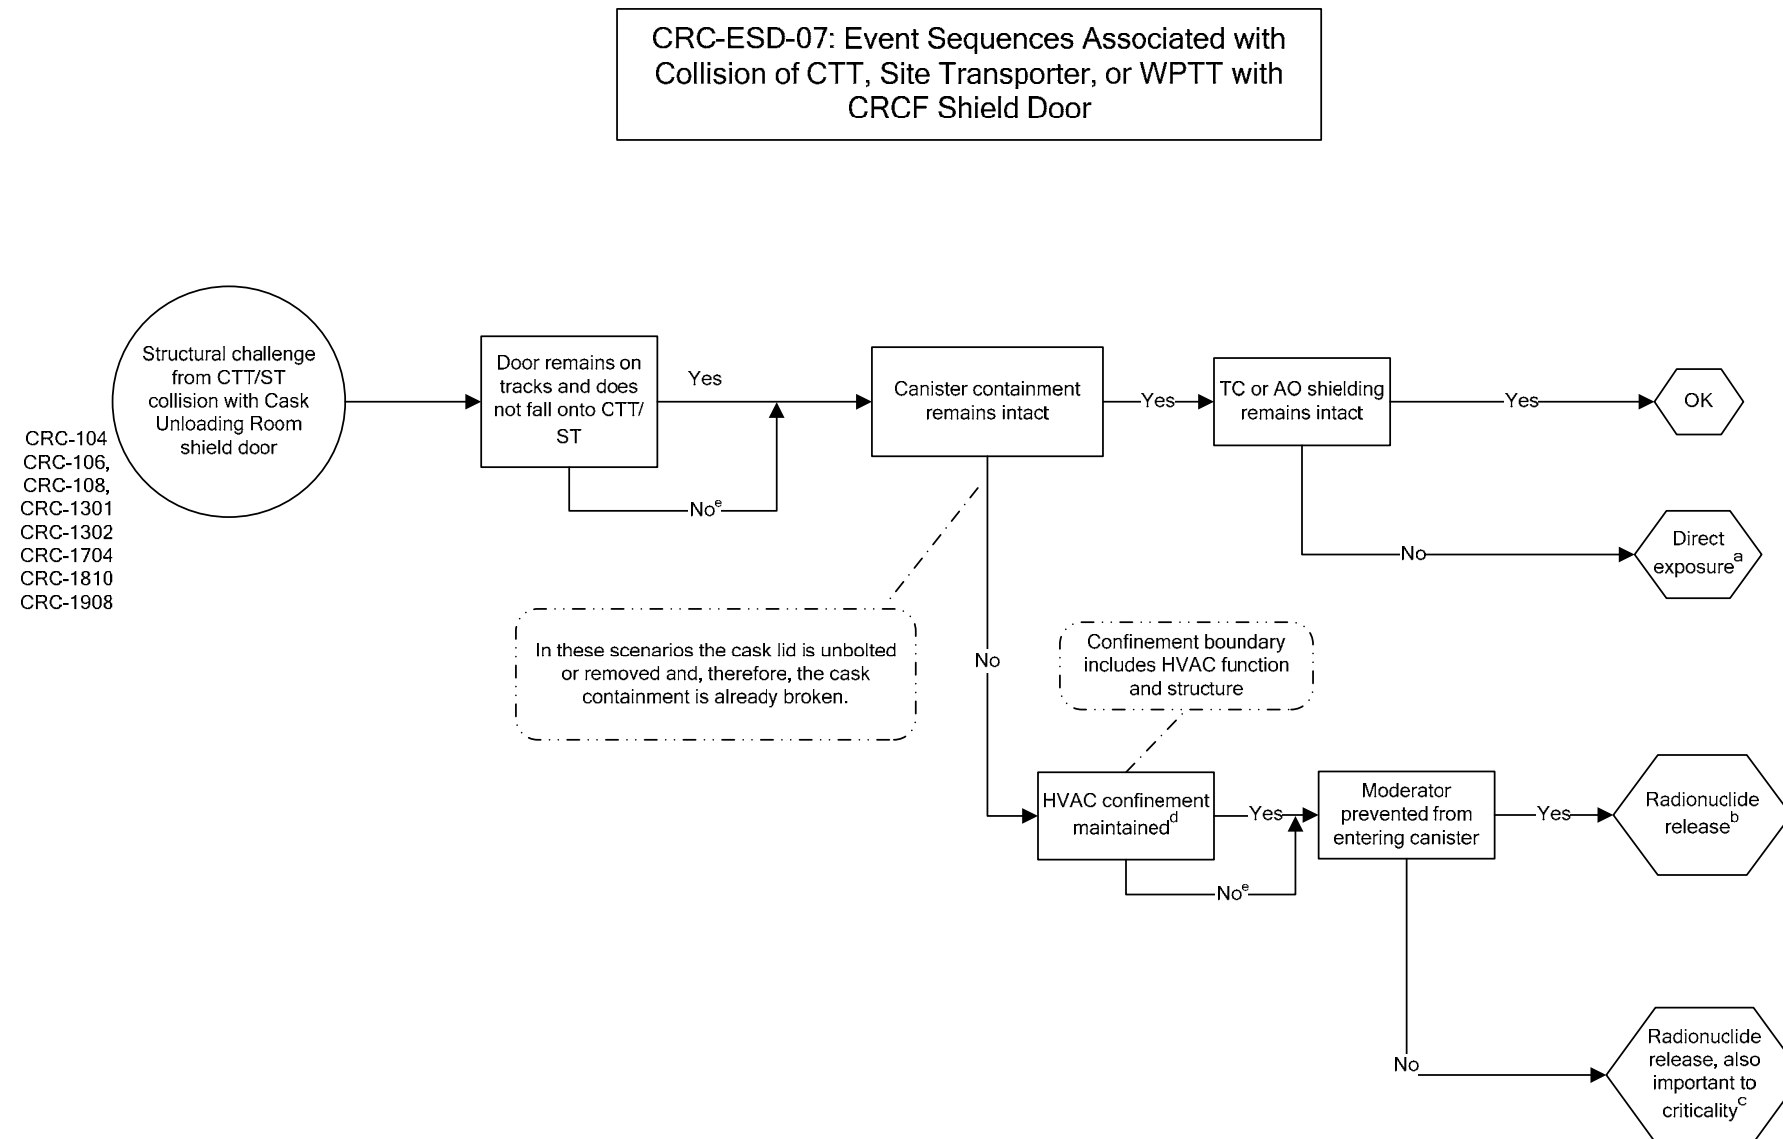 CRC-ESD-07: Event Sequences Associated with
Collision of CTT, Site Transporter, or WPTT with
CRCF Shield Door
Structural challenge
from CTT/ST
collision with Cask
Unloading Room
shield door
CRC-104
CRC-106,
CRC-108,
CRC-1301
CRC-1302
CRC-1704
CRC-1810
CRC-1908
Door remains on
tracks and does
not fall onto CTT/
ST
Yes
No^e
Canister containment
remains intact
Yes
TC or AO shielding
remains intact
Yes
OK
No
Direct
exposure^a
In these scenarios the cask lid is unbolted
or removed and, therefore, the cask
containment is already broken.
No
Confinement boundary
includes HVAC function
and structure
HVAC confinement
maintained^d
Yes
No^e
Moderator
prevented from
entering canister
Yes
Radionuclide
release^b
No
Radionuclide
release, also
important to
criticality^c